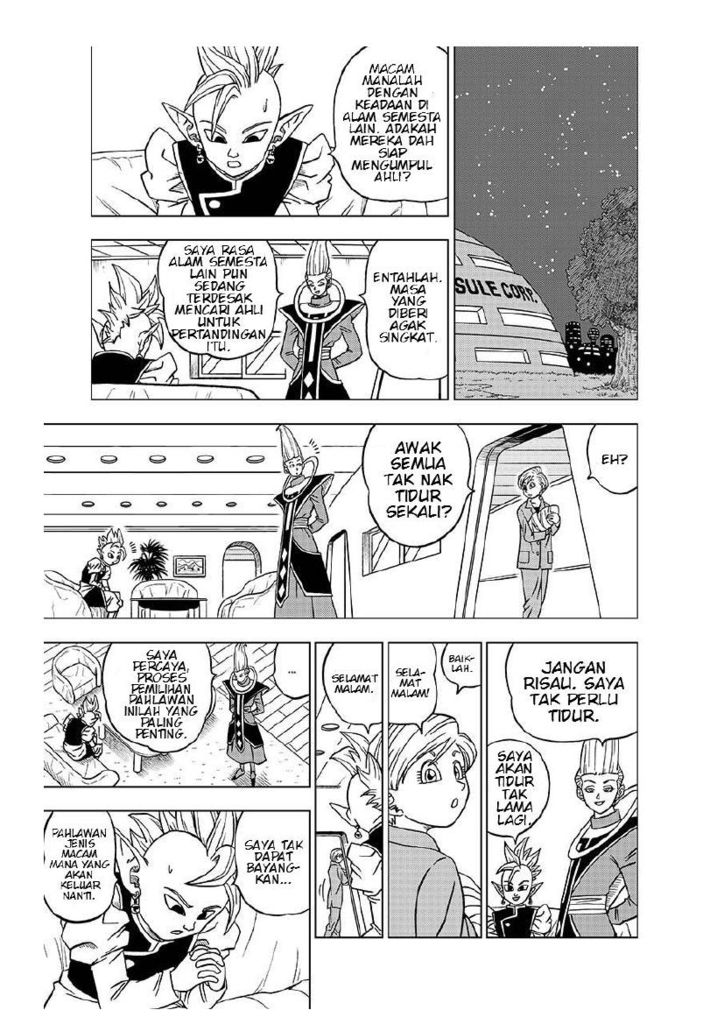 SULE CORP.
MACAM
MANALAH
DENGAN
KEADAAN DI
ALAM SEMESTA
LAIN. ADAKAH
MEREKA DAH
SIAP
MENGUMPUL
AHLI?
ENTAHLAH.
MASA
YANG
DIBERI
AGAK
SINGKAT.
SAYA RASA
ALAM SEMESTA
LAIN PUN
SEDANG
TERDESAK
MENCARI AHLI
UNTUK
PERTANDINGAN
ITU.
EH?
AWAK
SEMUA
TAK NAK
TIDUR
SEKALI?
JANGAN
RISAU. SAYA
TAK PERLU
TIDUR.
SAYA
AKAN
TIDUR
TAK
LAMA
LAGI.
BAIK-
LAH.
SELA-
MAT
MALAM!
SELAMAT
MALAM.
...
SAYA
PERCAYA,
PROSES
PEMILIHAN
PAHLAWAN
INILAH YANG
PALING
PENTING.
SAYA TAK
DAPAT
BAYANG-
KAN...
PAHLAWAN
JENIS
MACAM
MANA YANG
AKAN
KELUAR
NANTI.